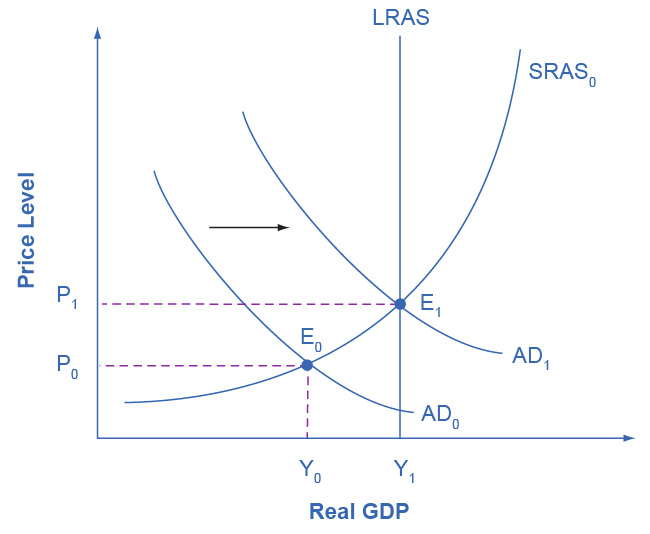 LRAS
SRAS0
Price Level
P1
E1
E0
AD1
P0
AD0
Y0
Y1
Real GDP